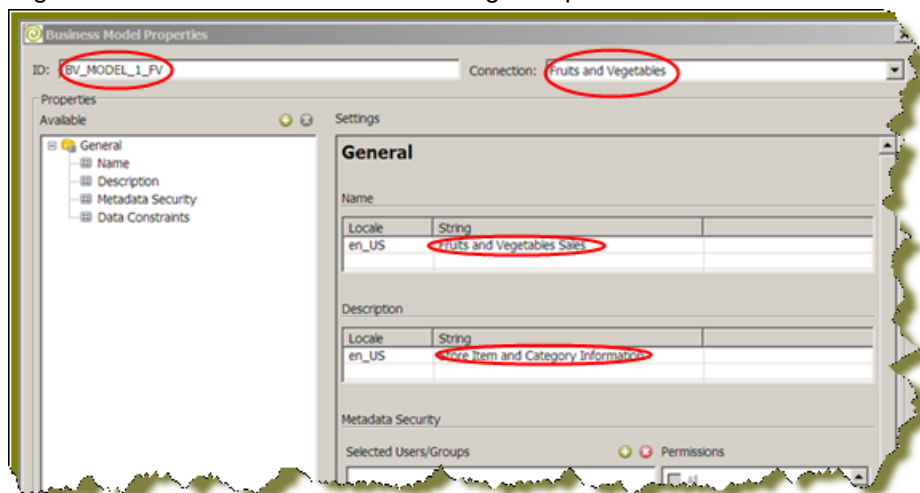 Business Model Properties
ID: BV_MODEL_1_FV Connection: Fruits and Vegetables
Properties
Available Settings
General
Name
Description
Metadata Security
Data Constraints
General
Name
Locale String
en_US Fruits and Vegetables Sales
Description
Locale String
en_US Store Item and Category Information
Metadata Security
Selected Users/Groups Permissions